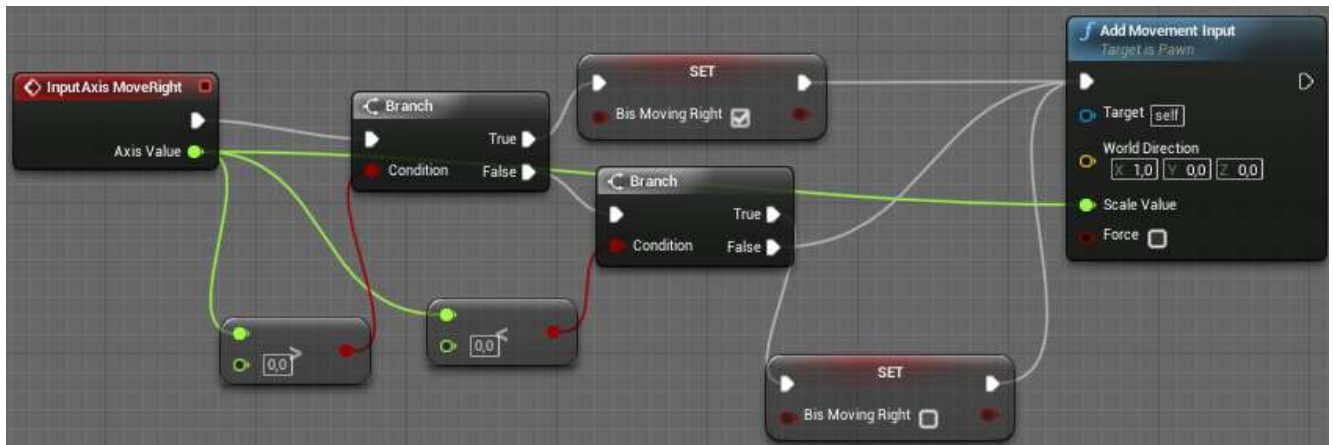 InputAxis MoveRight
Axis Value
Branch
True
Condition
False
SET
Bis Moving Right
Branch
True
Condition
False
Add Movement Input
Target is Pawn
Target self
World Direction
X 1,0 Y 0,0 Z 0,0
Scale Value
Force
0,0 >
0,0 <
SET
Bis Moving Right